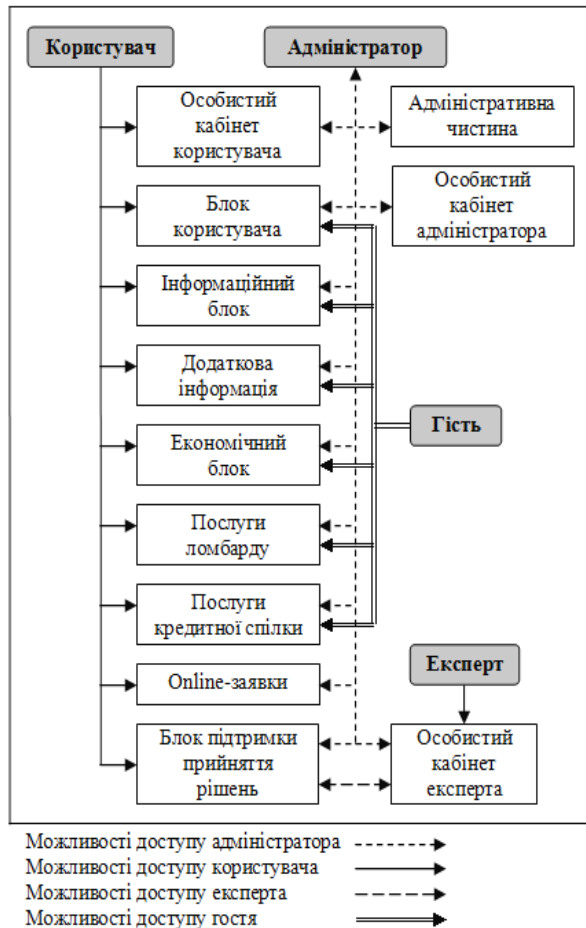 Користувач
Адміністратор
Особистий
кабінет
користувача
Адміністративна
чистина
Блок
користувача
Особистий
кабінет
адміністратора
Інформаційний
блок
Додаткова
інформація
Гість
Економічний
блок
Послуги
ломбарду
Послуги
кредитної спілки
Експерт
Online-заявки
Блок підтримки
прийняття
рішень
Особистий
кабінет
експерта
Можливості доступу адміністратора
Можливості доступу користувача
Можливості доступу експерта
Можливості доступу гостя